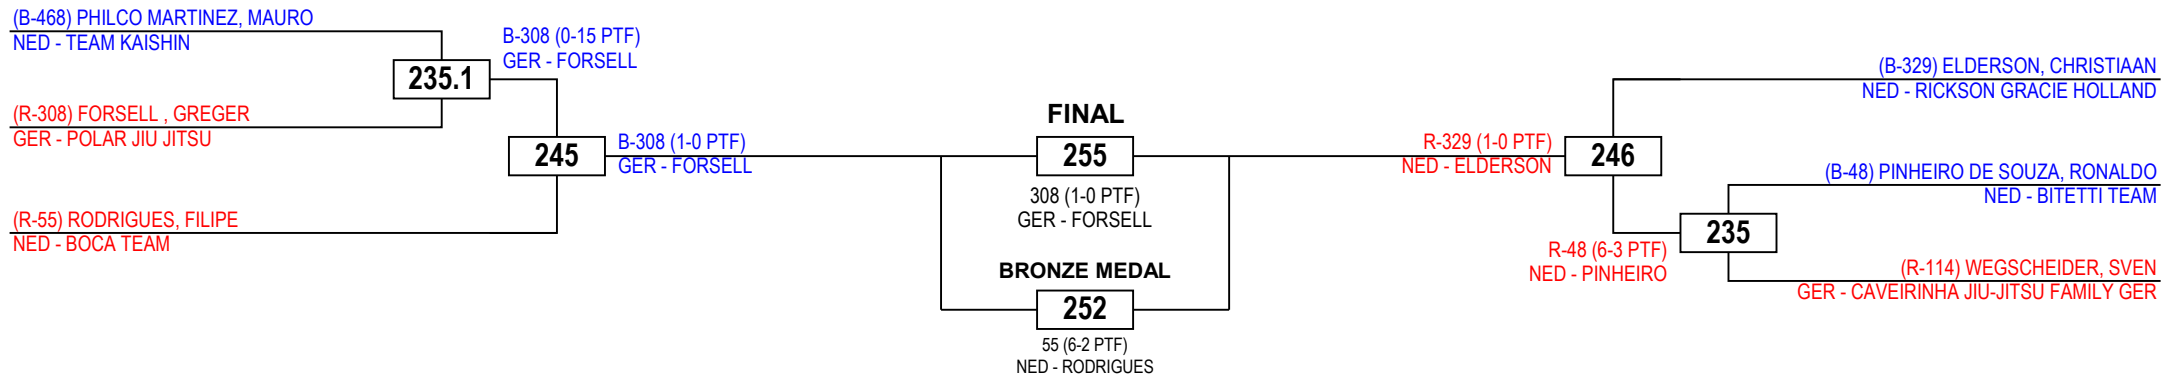 (B-468) PHILCO MARTINEZ, MAURO
NED - TEAM KAISHIN
B-308 (0-15 PTF)
GER - FORSELL
235.1
(R-308) FORSELL , GREGER
GER - POLAR JIU JITSU
245
B-308 (1-0 PTF)
GER - FORSELL
(R-55) RODRIGUES, FILIPE
NED - BOCA TEAM
FINAL
255
308 (1-0 PTF)
GER - FORSELL
BRONZE MEDAL
252
55 (6-2 PTF)
NED - RODRIGUES
(B-329) ELDERSON, CHRISTIAAN
NED - RICKSON GRACIE HOLLAND
R-329 (1-0 PTF)
NED - ELDERSON
246
(B-48) PINHEIRO DE SOUZA, RONALDO
NED - BITETTI TEAM
235
R-48 (6-3 PTF)
NED - PINHEIRO
(R-114) WEGSCHEIDER, SVEN
GER - CAVEIRINHA JIU-JITSU FAMILY GER